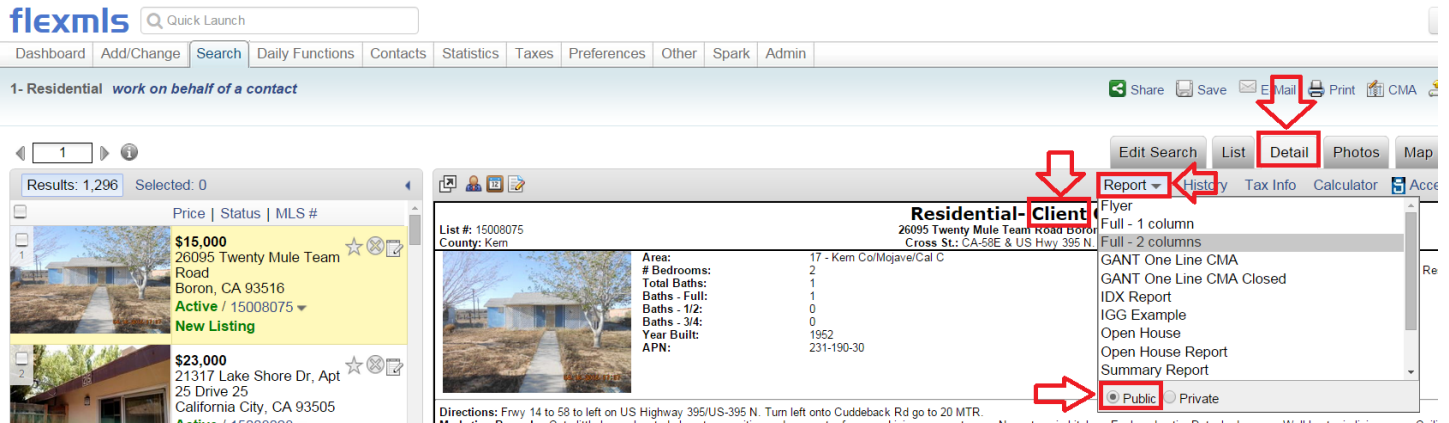 flexmls
Quick Launch
Dashboard Add/Change Search Daily Functions Contacts Statistics Taxes Preferences Other Spark Admin
1- Residential work on behalf of a contact
Share Save E-Mail Print CMA
1
Edit Search List Detail Photos Map
Results: 1,296 Selected: 0
Report History Tax Info Calculator
Price | Status | MLS #
1
$15,000
26095 Twenty Mule Team
Road
Boron, CA 93516
Active / 15008075
New Listing
2
$23,000
21317 Lake Shore Dr, Apt
25 Drive 25
California City, CA 93505
Residential- Client
List #: 15008075
26095 Twenty Mule Team Road Boron
County: Kern
Cross St.: CA-58E & US Hwy 395 N.
Area: 17 - Kern Co/Mojave/Cal C
# Bedrooms: 2
Total Baths: 1
Baths - Full: 1
Baths - 1/2: 0
Baths - 3/4: 0
Year Built: 1952
APN: 231-190-30
Flyer
Full - 1 column
Full - 2 columns
GANT One Line CMA
GANT One Line CMA Closed
IDX Report
IGG Example
Open House
Open House Report
Summary Report
Public Private
Directions: Frwy 14 to 58 to left on US Highway 395/US-395 N. Turn left onto Cuddeback Rd go to 20 MTR.